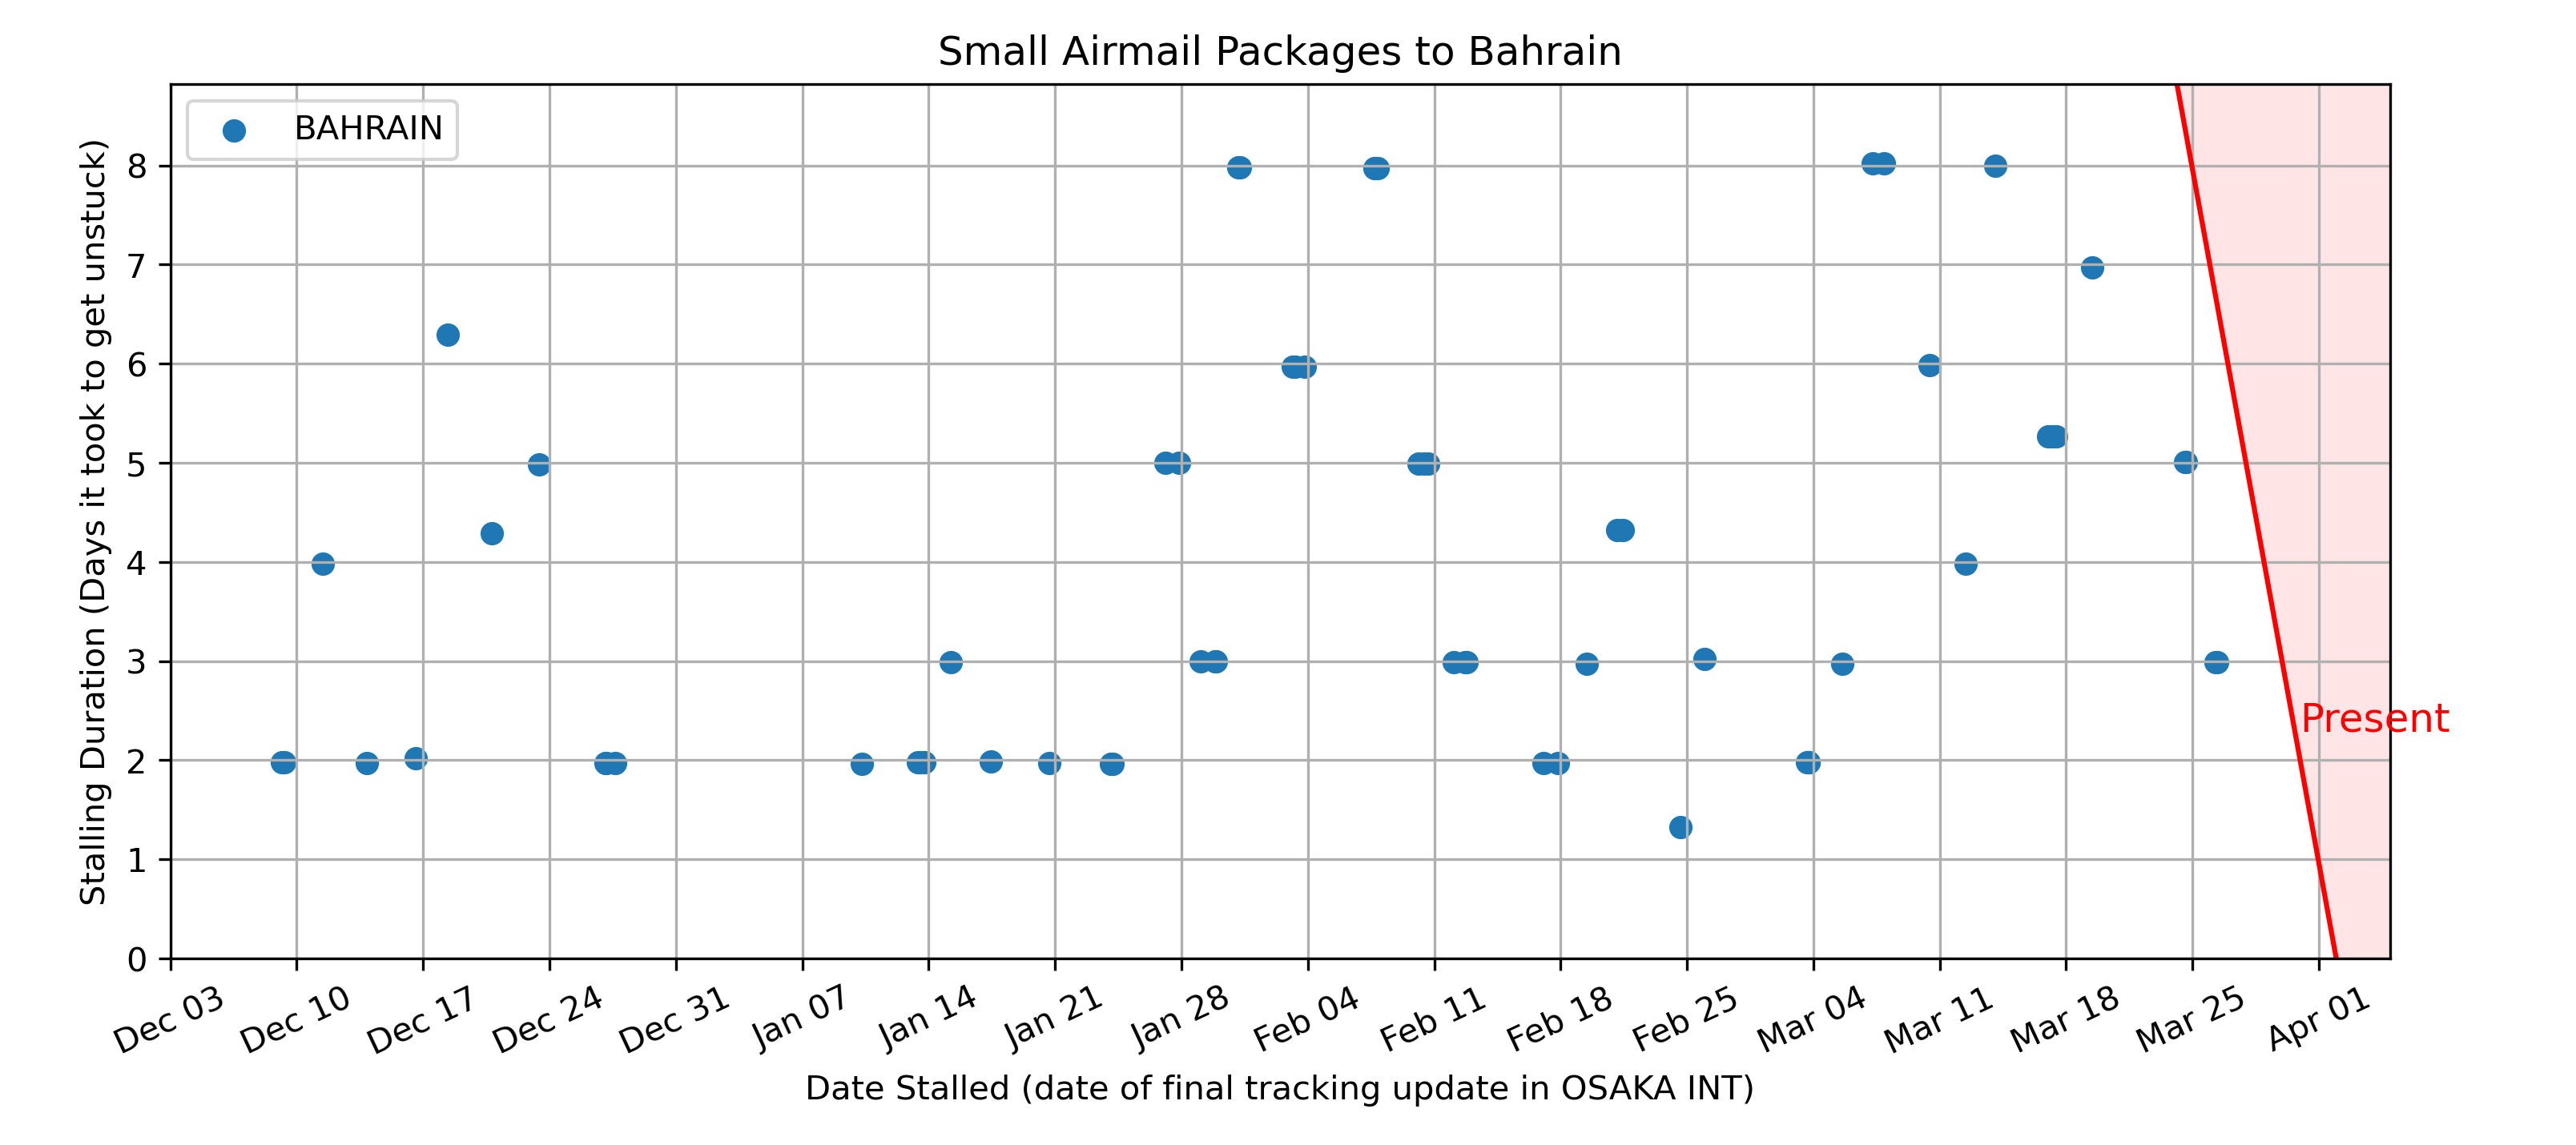 Small Airmail Packages to Bahrain
BAHRAIN
Stalling Duration (Days it took to get unstuck)
8
7
6
5
4
3
2
1
0
Present
Dec 03
Dec 10
Dec 17
Dec 24
Dec 31
Jan 07
Jan 14
Jan 21
Jan 28
Feb 04
Feb 11
Feb 18
Feb 25
Mar 04
Mar 11
Mar 18
Mar 25
Apr 01
Date Stalled (date of final tracking update in OSAKA INT)